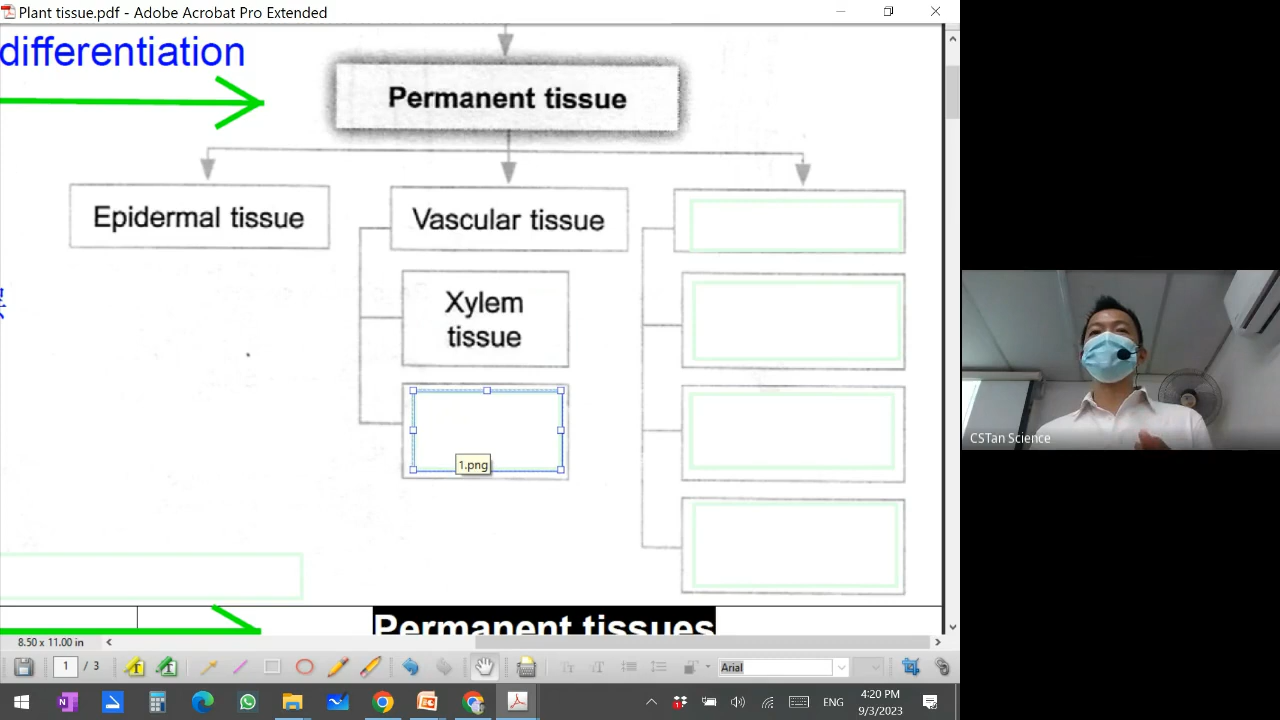 Plant tissue.pdf - Adobe Acrobat Pro Extended
differentiation
Permanent tissue
Epidermal tissue
Vascular tissue
Xylem
tissue
1.png
CSTan Science
Permanent tissues
8.50 x 11.00 in
1 / 3
Arial
ENG
4:20 PM
9/3/2023